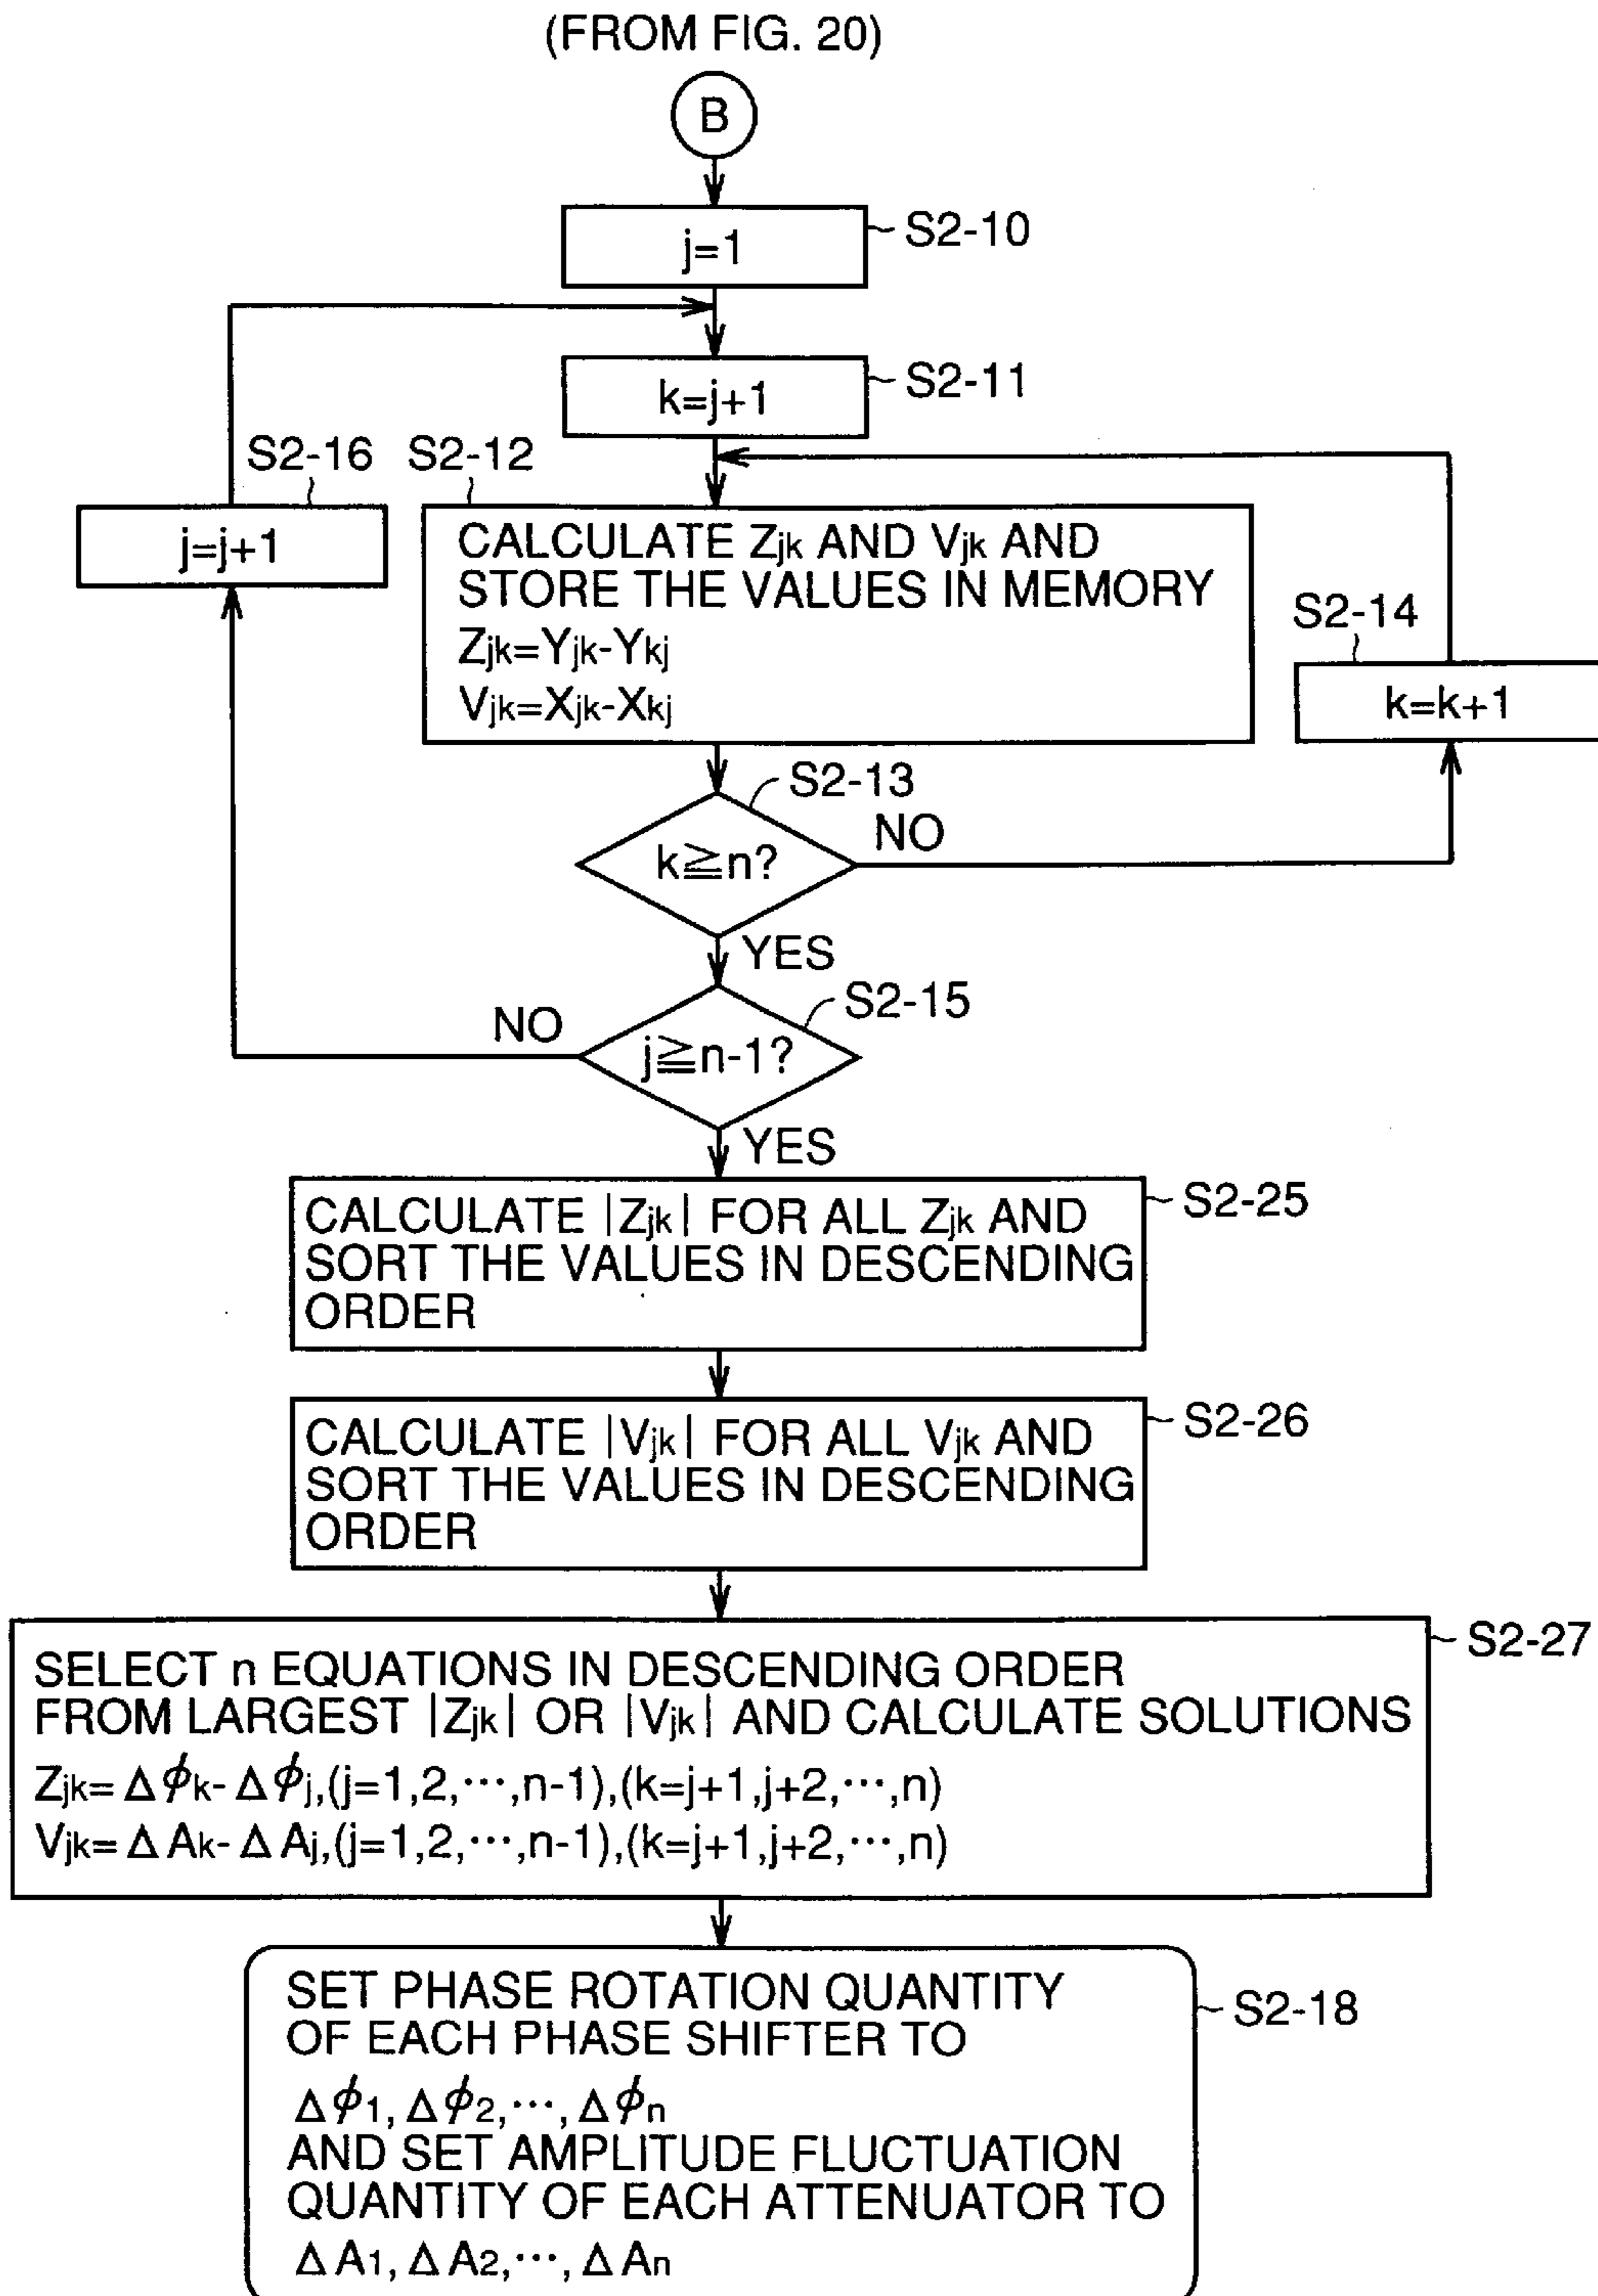 (FROM FIG. 20)
B
j=1
S2-10
k=j+1
S2-11
S2-16
j=j+1
S2-12
CALCULATE Zjk AND Vjk AND
STORE THE VALUES IN MEMORY
Zjk=Yjk-Ykj
Vjk=Xjk-Xkj
S2-14
k=k+1
S2-13
k≧n?
NO
YES
S2-15
j≧n-1?
NO
YES
CALCULATE |Zjk| FOR ALL Zjk AND
SORT THE VALUES IN DESCENDING
ORDER
S2-25
CALCULATE |Vjk| FOR ALL Vjk AND
SORT THE VALUES IN DESCENDING
ORDER
S2-26
SELECT n EQUATIONS IN DESCENDING ORDER
FROM LARGEST |Zjk| OR |Vjk| AND CALCULATE SOLUTIONS
Zjk=Δϕk-Δϕj,(j=1,2,⋯,n-1),(k=j+1,j+2,⋯,n)
Vjk=ΔAk-ΔAj,(j=1,2,⋯,n-1),(k=j+1,j+2,⋯,n)
S2-27
SET PHASE ROTATION QUANTITY
OF EACH PHASE SHIFTER TO
Δϕ1,Δϕ2,⋯,Δϕn
AND SET AMPLITUDE FLUCTUATION
QUANTITY OF EACH ATTENUATOR TO
ΔA1,ΔA2,⋯,ΔAn
S2-18